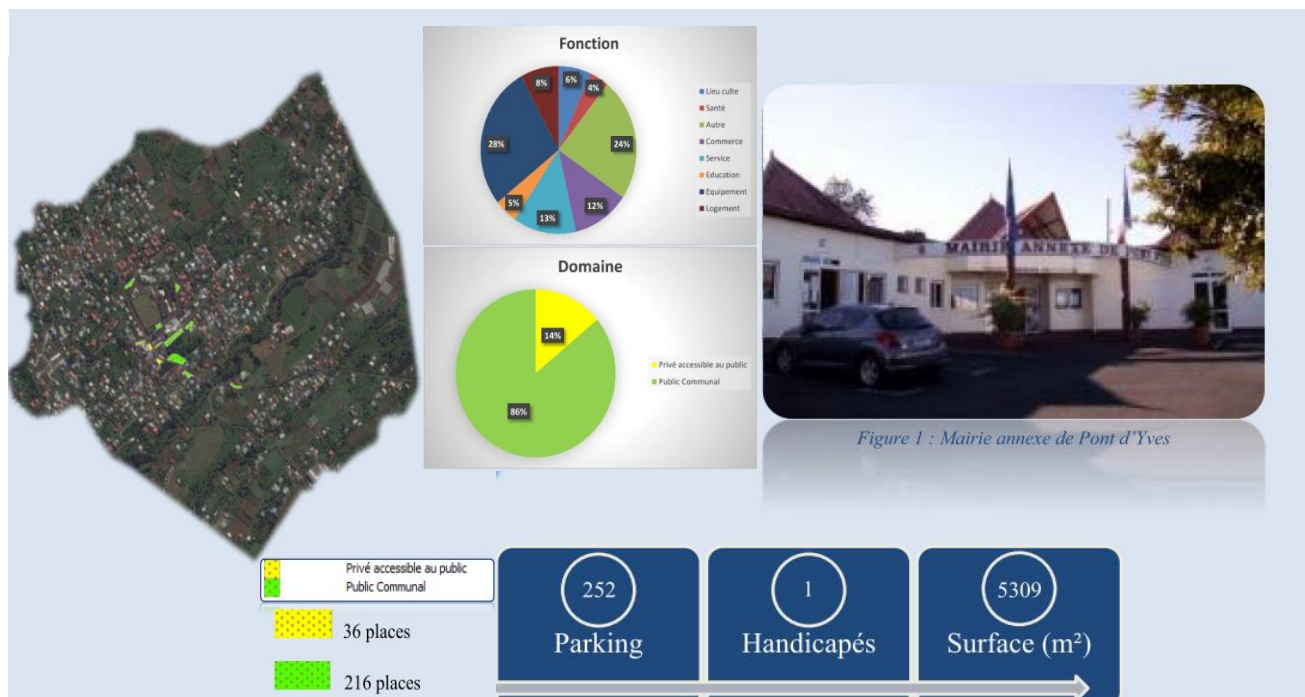 Fonction
6%
4%
24%
12%
13%
5%
28%
8%
Lieu culte
Santé
Autre
Commerce
Service
Education
Equipement
Logement
Domaine
14%
86%
Privé accessible au public
Public Communal
MAIRIE ANNEXE DE
Figure 1 : Mairie annexe de Pont d'Yves
Privé accessible au public
Public Communal
36 places
216 places
252
Parking
1
Handicapés
5309
Surface (m²)